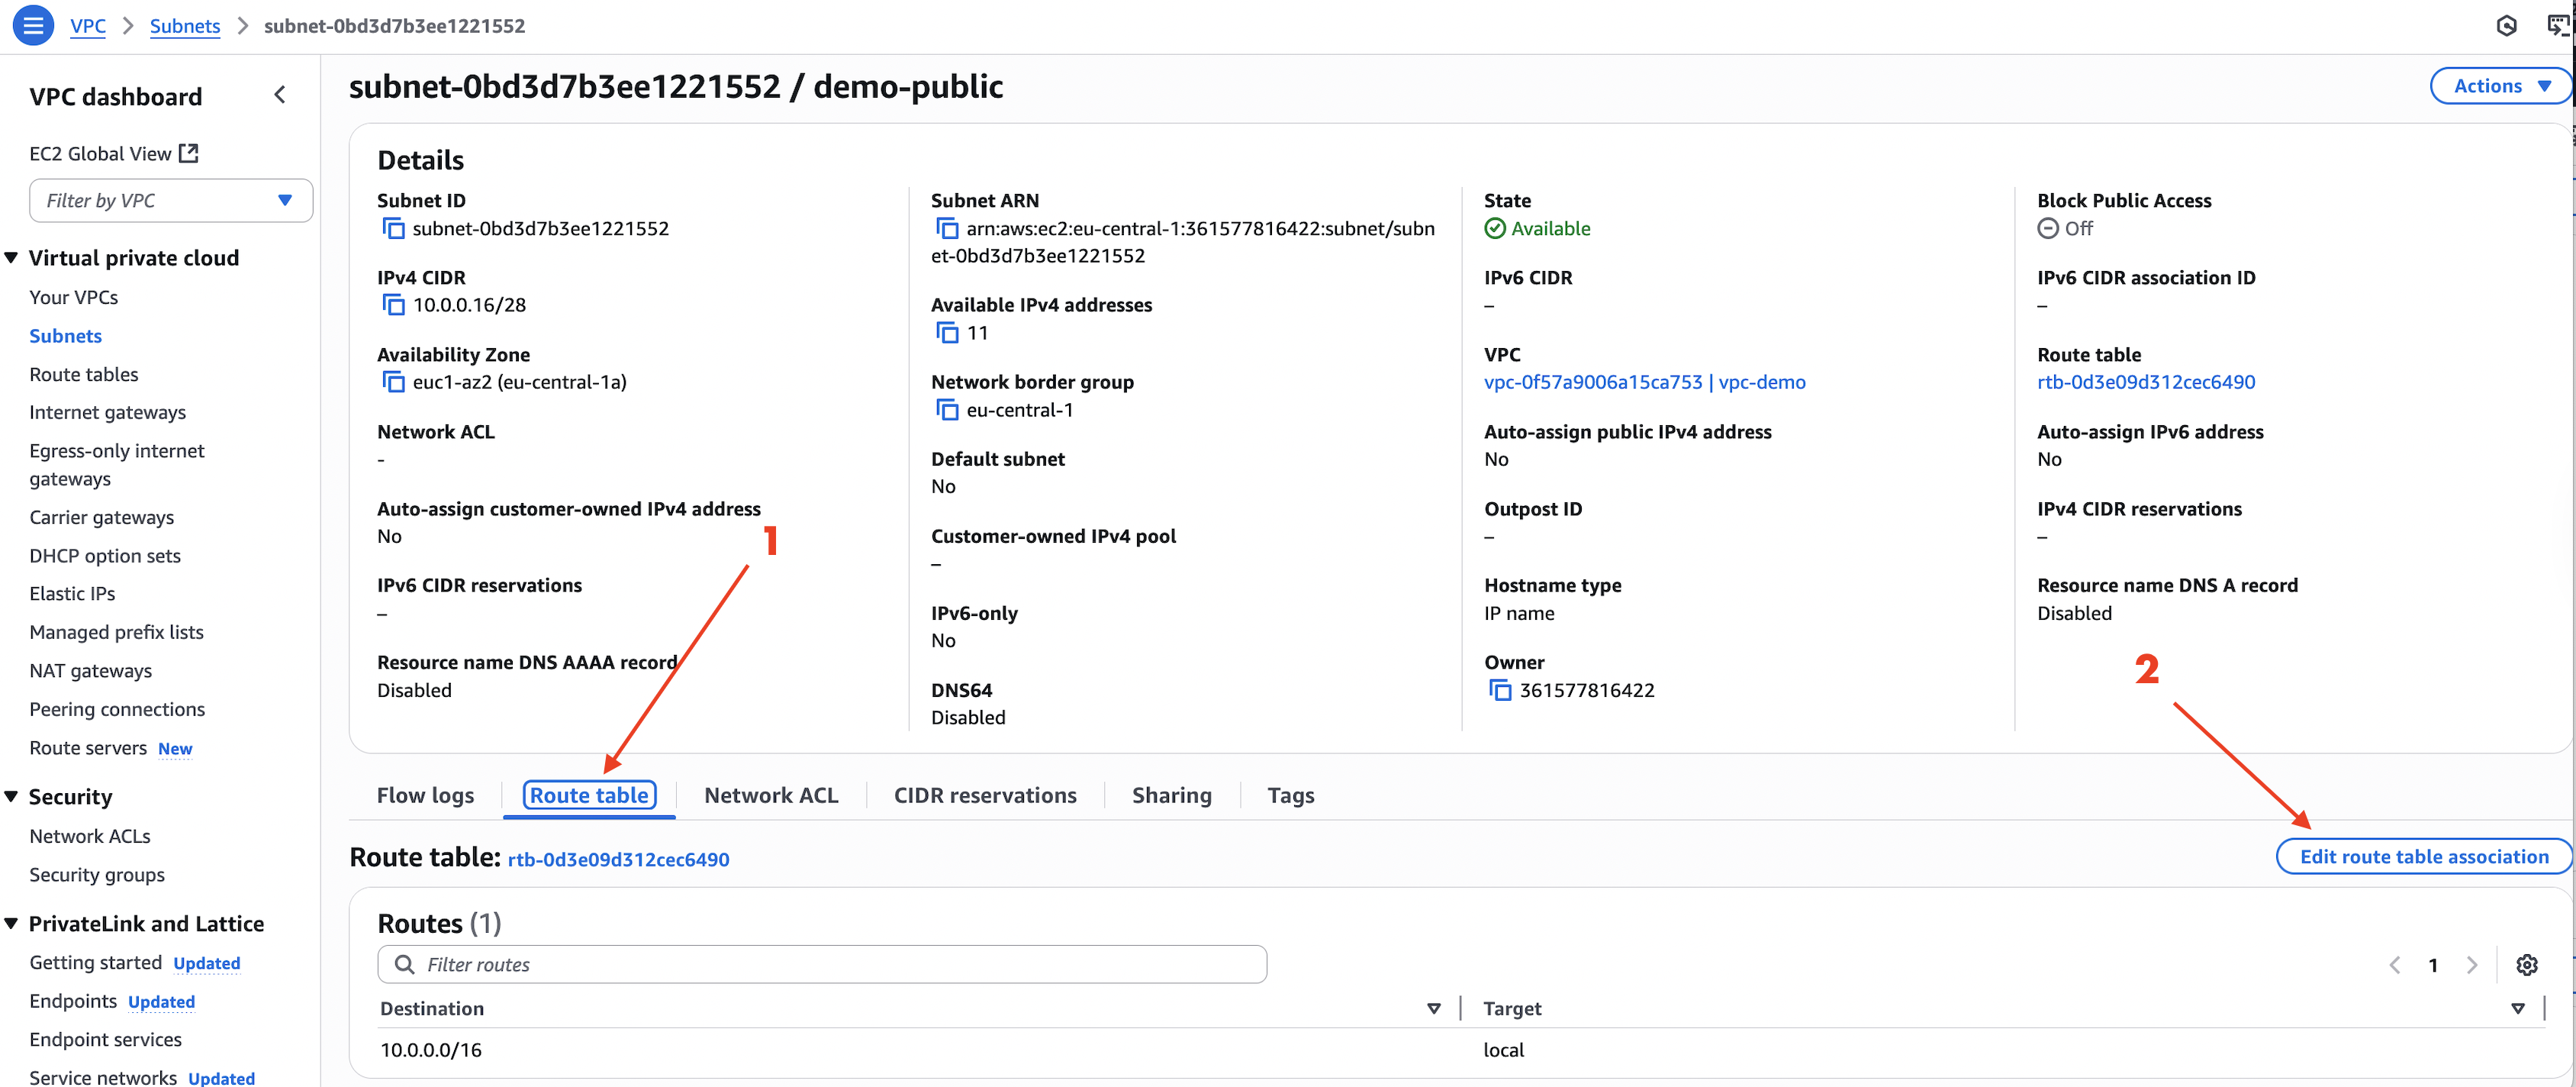 VPC > Subnets > subnet-0bd3d7b3ee1221552
VPC dashboard
EC2 Global View
Filter by VPC
Virtual private cloud
Your VPCs
Subnets
Route tables
Internet gateways
Egress-only internet
gateways
Carrier gateways
DHCP option sets
Elastic IPs
Managed prefix lists
NAT gateways
Peering connections
Route servers New
Security
Network ACLs
Security groups
PrivateLink and Lattice
Getting started Updated
Endpoints Updated
Endpoint services
Service networks Updated
subnet-0bd3d7b3ee1221552 / demo-public
Actions
Details
Subnet ID
subnet-0bd3d7b3ee1221552
IPv4 CIDR
10.0.0.16/28
Availability Zone
euc1-az2 (eu-central-1a)
Network ACL
-
Auto-assign customer-owned IPv4 address
No
IPv6 CIDR reservations
–
Resource name DNS AAAA record
Disabled
Subnet ARN
arn:aws:ec2:eu-central-1:361577816422:subnet/subn
et-0bd3d7b3ee1221552
Available IPv4 addresses
11
Network border group
eu-central-1
Default subnet
No
Customer-owned IPv4 pool
–
IPv6-only
No
DNS64
Disabled
State
Available
IPv6 CIDR
–
VPC
vpc-0f57a9006a15ca753 | vpc-demo
Auto-assign public IPv4 address
No
Outpost ID
–
Hostname type
IP name
Owner
361577816422
Block Public Access
Off
IPv6 CIDR association ID
–
Route table
rtb-0d3e09d312cec6490
Auto-assign IPv6 address
No
IPv4 CIDR reservations
–
Resource name DNS A record
Disabled
1
2
Flow logs Route table Network ACL CIDR reservations Sharing Tags
Route table: rtb-0d3e09d312cec6490
Edit route table association
Routes (1)
Filter routes
1
Destination Target
10.0.0.0/16 local